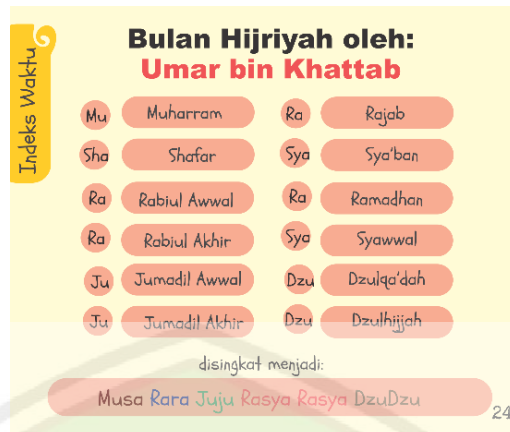 Indeks Waktu
Bulan Hijriyah oleh:
Umar bin Khattab
Mu Muharram
Sha Shafar
Ra Rabiul Awwal
Ra Rabiul Akhir
Ju Jumadil Awwal
Ju Jumadil Akhir
Ra Rajab
Sya Sya'ban
Ra Ramadhan
Sya Syawwal
Dzu Dzulqa'dah
Dzu Dzulhijjah
disingkat menjadi:
Musa Rara Juju Rasya Rasya DzuDzu
24